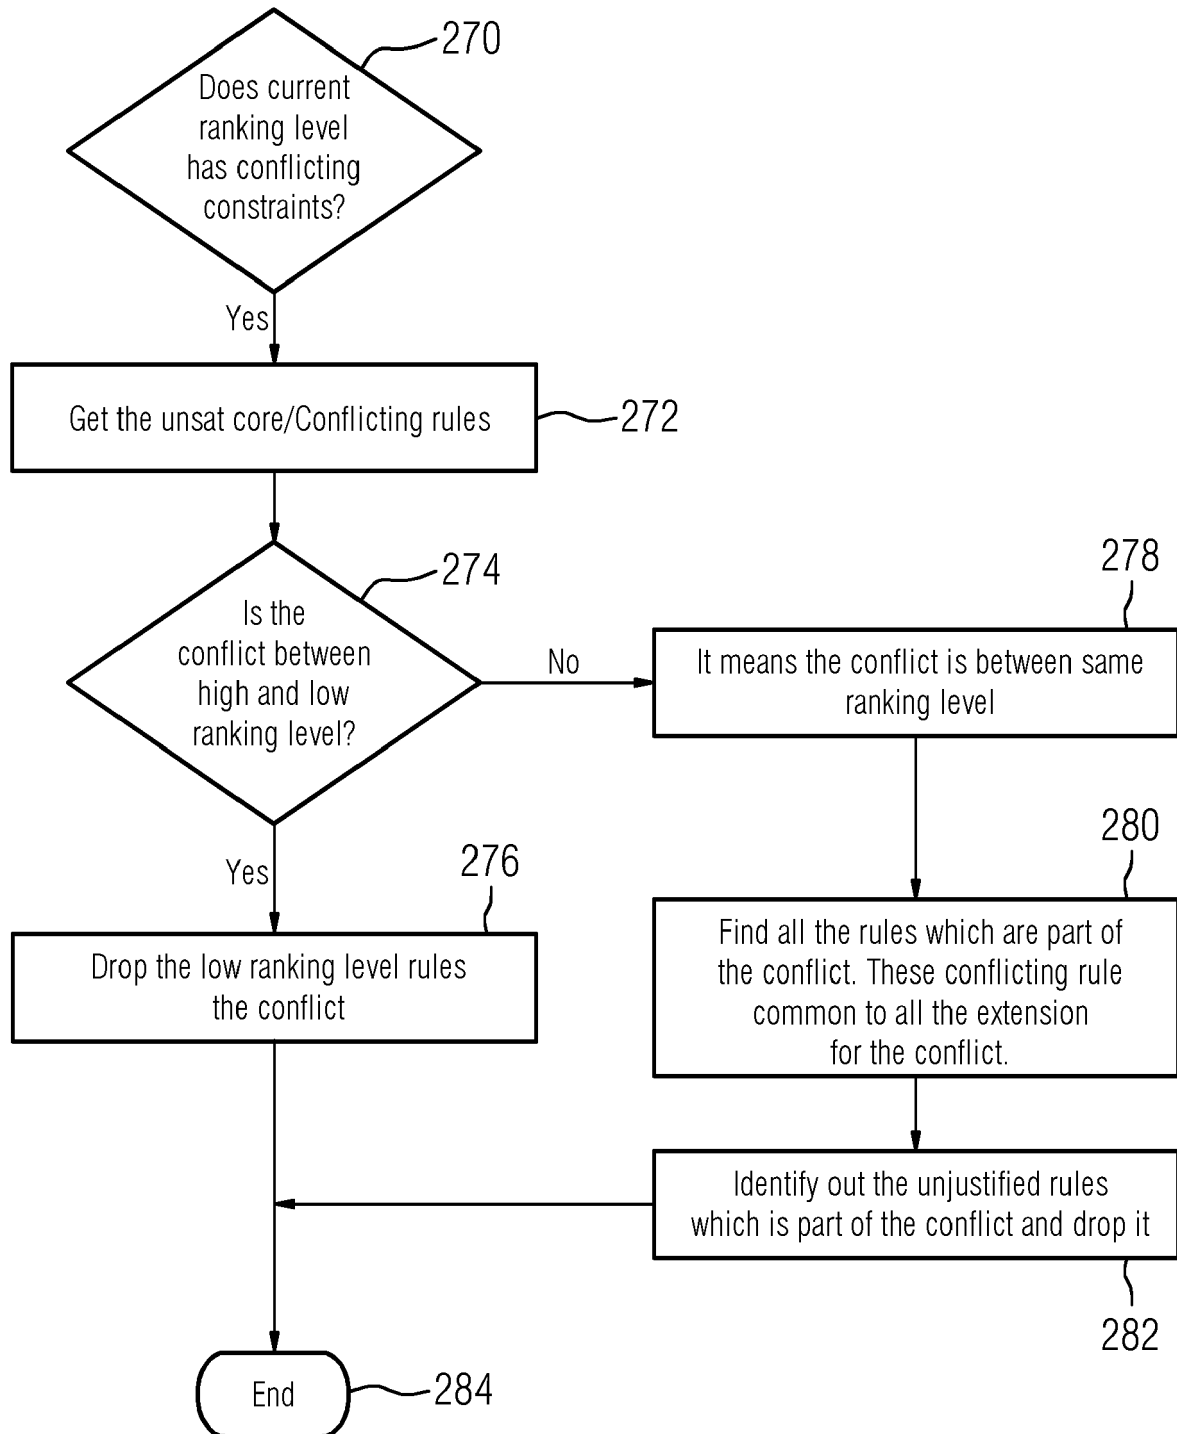 270
Does current
ranking level
has conflicting
constraints?
Yes
Get the unsat core/Conflicting rules
272
274
Is the
conflict between
high and low
ranking level?
No
278
It means the conflict is between same
ranking level
Yes
276
Drop the low ranking level rules
the conflict
280
Find all the rules which are part of
the conflict. These conflicting rule
common to all the extension
for the conflict.
Identify out the unjustified rules
which is part of the conflict and drop it
282
End
284